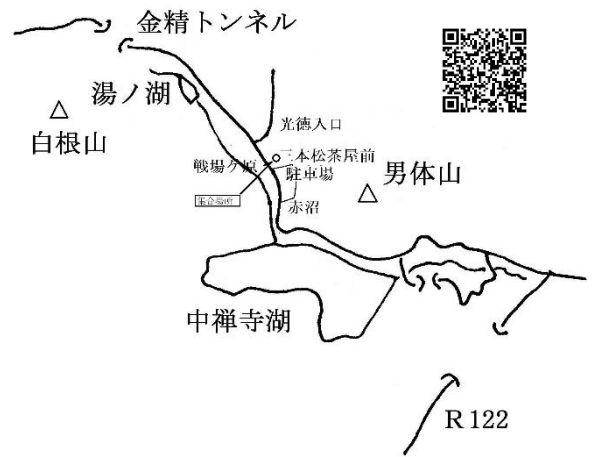 金精トンネル
湯ノ湖
白根山
光徳入口
戦場ケ原
三本松茶屋前
駐車場
男体山
集合場所
赤沼
中禅寺湖
R122